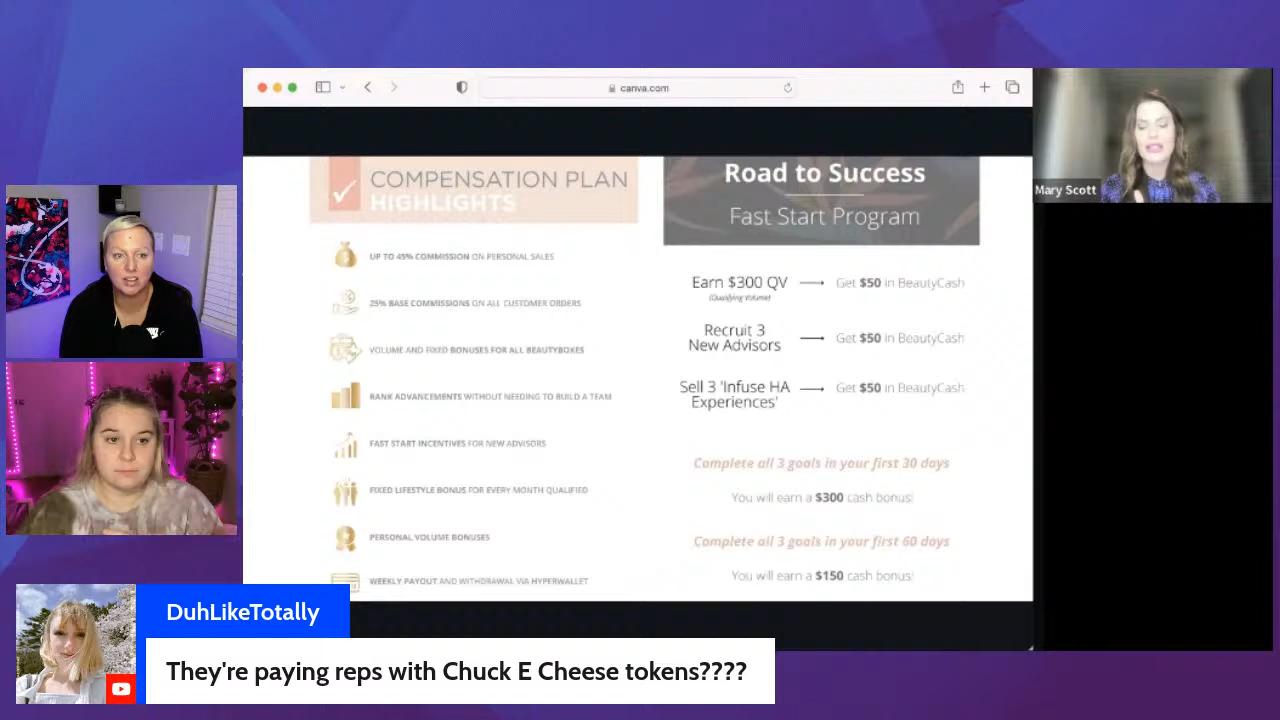 canva.com
COMPENSATION PLAN
HIGHLIGHTS
UP TO 45% COMMISSION ON PERSONAL SALES
25% BASE COMMISSIONS ON ALL CUSTOMER ORDERS
VOLUME AND FIXED BONUSES FOR ALL BEAUTYBOXES
RANK ADVANCEMENTS WITHOUT NEEDING TO BUILD A TEAM
FAST START INCENTIVES FOR NEW ADVISORS
FIXED LIFESTYLE BONUS FOR EVERY MONTH QUALIFIED
PERSONAL VOLUME BONUSES
WEEKLY PAYOUT AND WITHDRAWAL VIA HYPERWALLET
Road to Success
Fast Start Program
Earn $300 QV
(Qualifying Volume)
Get $50 in BeautyCash
Recruit 3
New Advisors
Get $50 in BeautyCash
Sell 3 'Infuse HA
Experiences'
Get $50 in BeautyCash
Complete all 3 goals in your first 30 days
You will earn a $300 cash bonus!
Complete all 3 goals in your first 60 days
You will earn a $150 cash bonus!
Mary Scott
DuhLikeTotally
They're paying reps with Chuck E Cheese tokens????